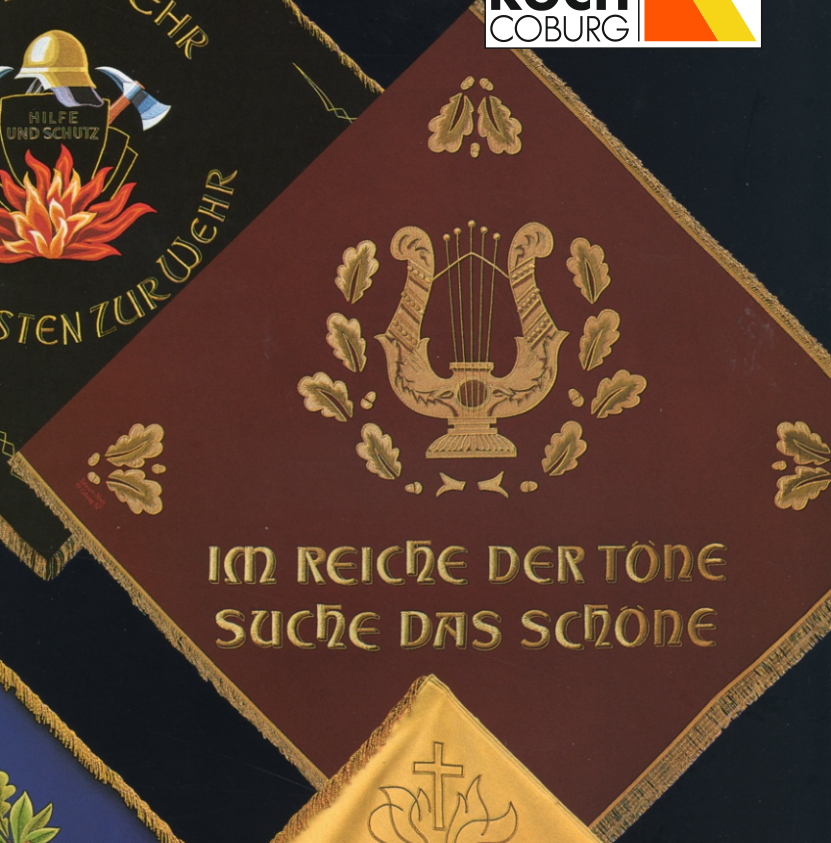 KOCH
COBURG
EHR
HILFE
UND SCHUTZ
STEN ZUR WEHR
IM REICHE DER TÖNE
SUCHE DAS SCHÖNE